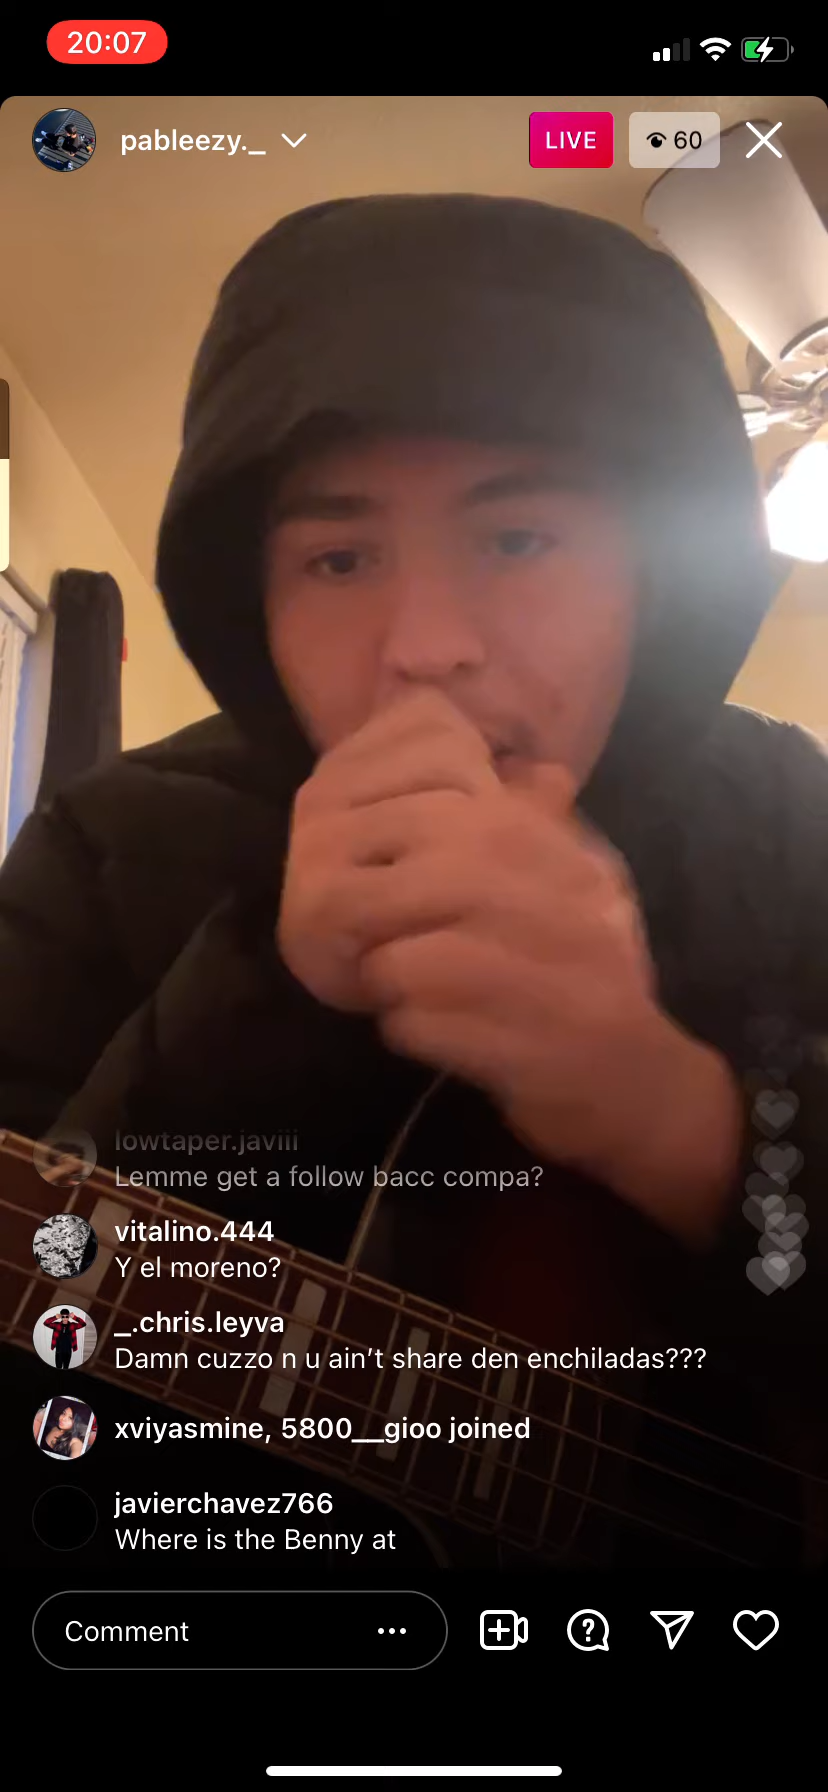 20:07
pableezy._
LIVE
60
lowtaper.javiii
Lemme get a follow bacc compa?
vitalino.444
Y el moreno?
_.chris.leyva
Damn cuzzo n u ain’t share den enchiladas???
xviyasmine, 5800__gioo joined
javierchavez766
Where is the Benny at
Comment